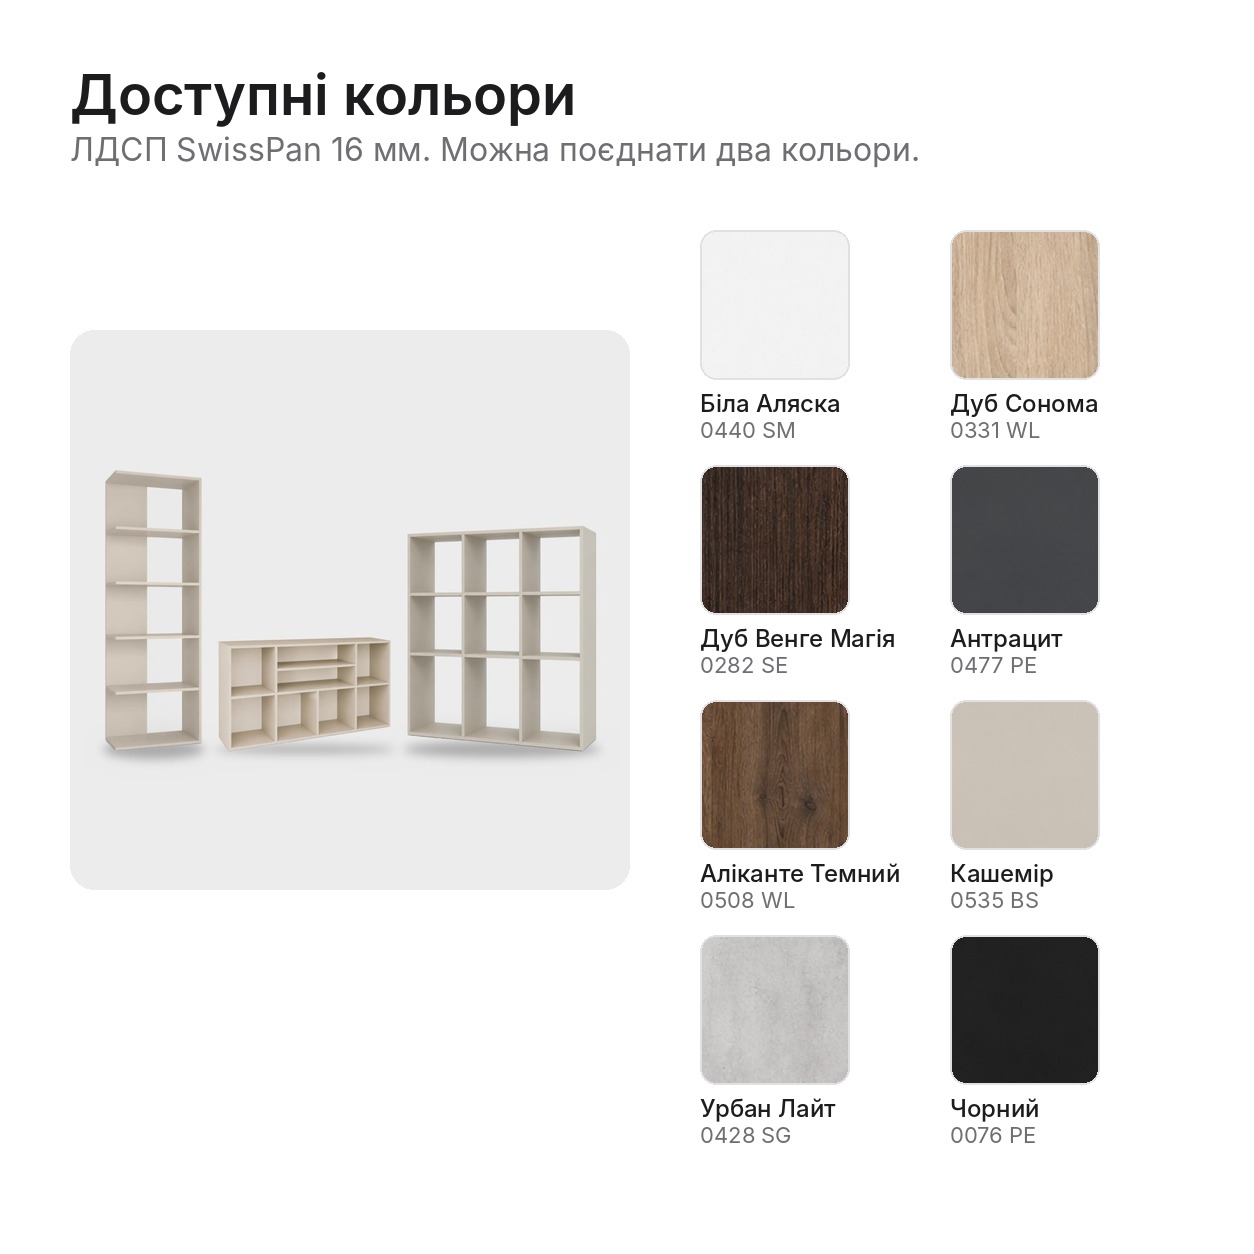 Доступні кольори
ЛДСП SwissPan 16 мм. Можна поєднати два кольори.
Біла Аляска
0440 SM
Дуб Сонома
0331 WL
Дуб Венге Магія
0282 SE
Антрацит
0477 PE
Аліканте Темний
0508 WL
Кашемір
0535 BS
Урбан Лайт
0428 SG
Чорний
0076 PE